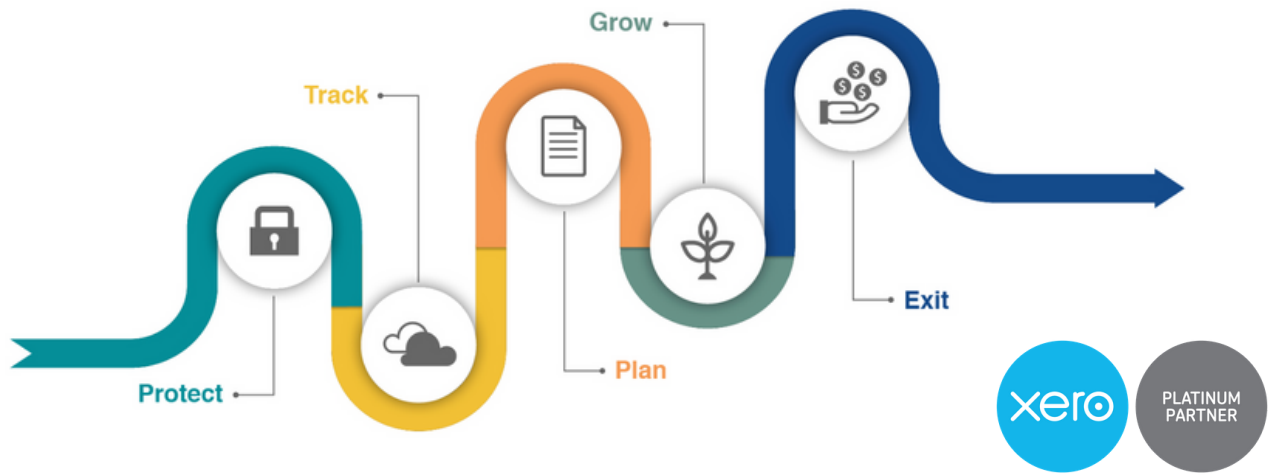 Protect
Track
Plan
Grow
Exit
xero
PLATINUM
PARTNER